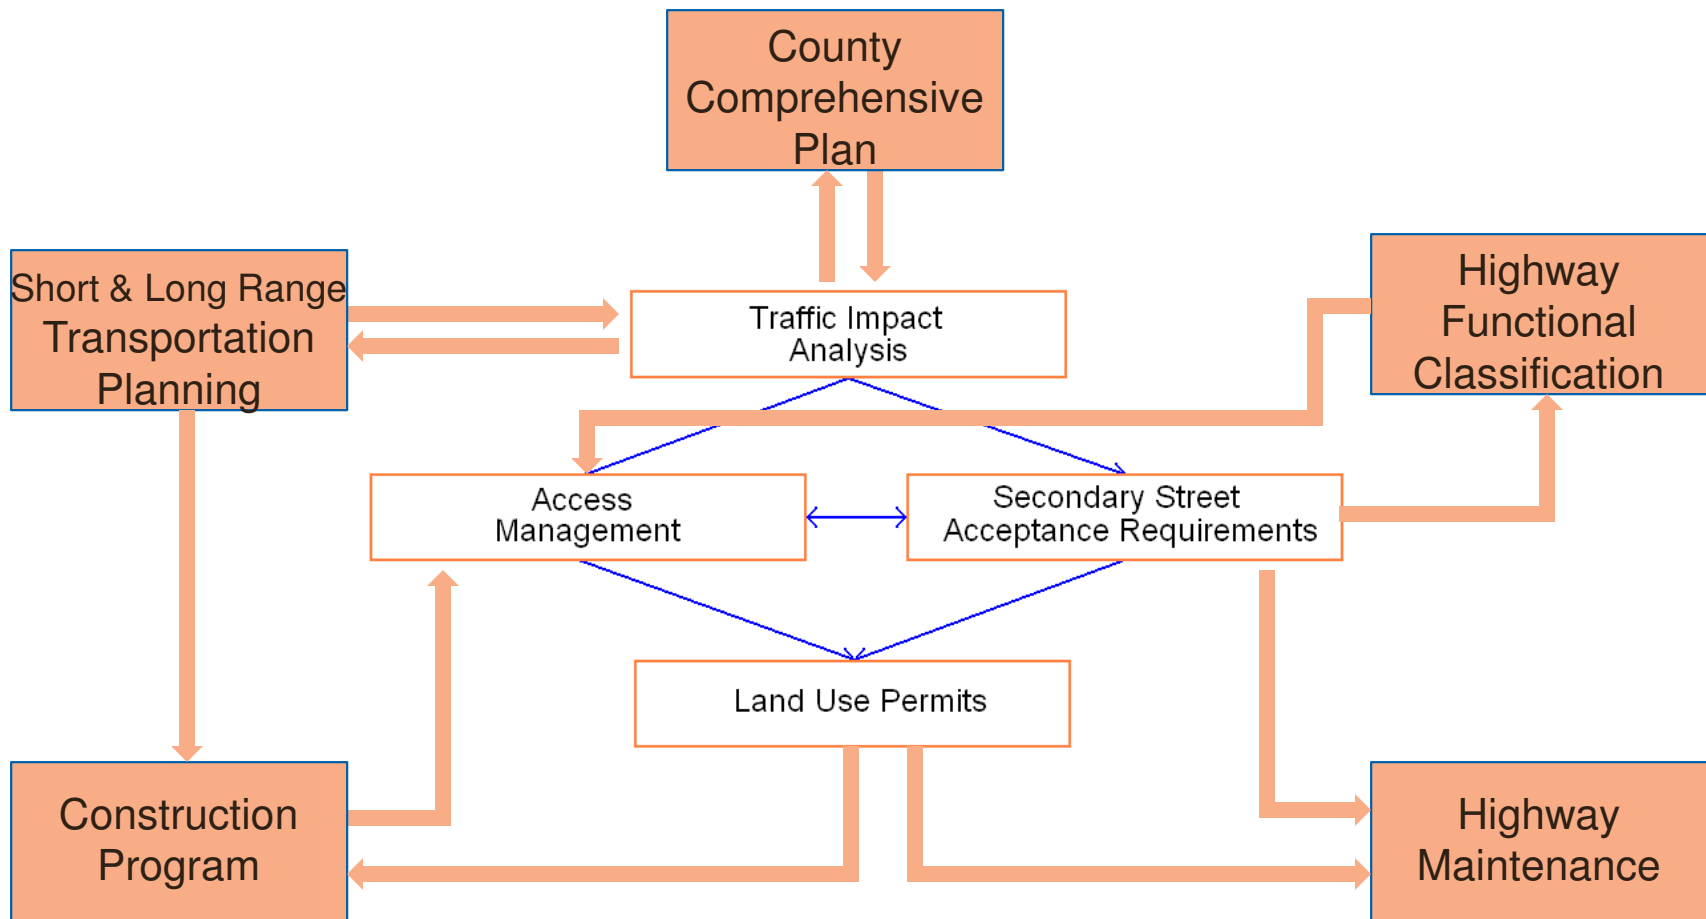 County
Comprehensive
Plan
Short & Long Range
Transportation
Planning
Traffic Impact
Analysis
Highway
Functional
Classification
Access
Management
Secondary Street
Acceptance Requirements
Land Use Permits
Construction
Program
Highway
Maintenance